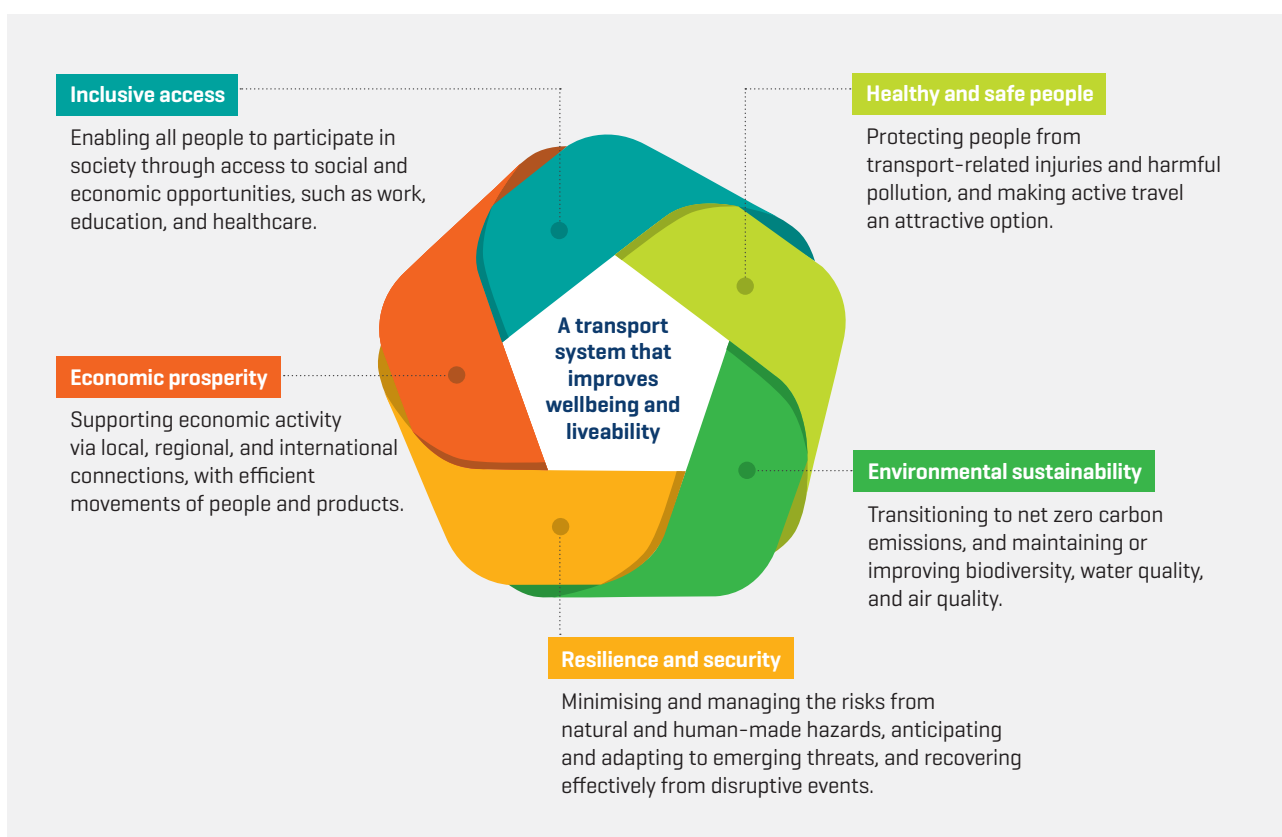 Inclusive access
Enabling all people to participate in
society through access to social and
economic opportunities, such as work,
education, and healthcare.
Healthy and safe people
Protecting people from
transport-related injuries and harmful
pollution, and making active travel
an attractive option.
A transport
system that
improves
wellbeing and
liveability
Economic prosperity
Supporting economic activity
via local, regional, and international
connections, with efficient
movements of people and products.
Environmental sustainability
Transitioning to net zero carbon
emissions, and maintaining or
improving biodiversity, water quality,
and air quality.
Resilience and security
Minimising and managing the risks from
natural and human-made hazards, anticipating
and adapting to emerging threats, and recovering
effectively from disruptive events.